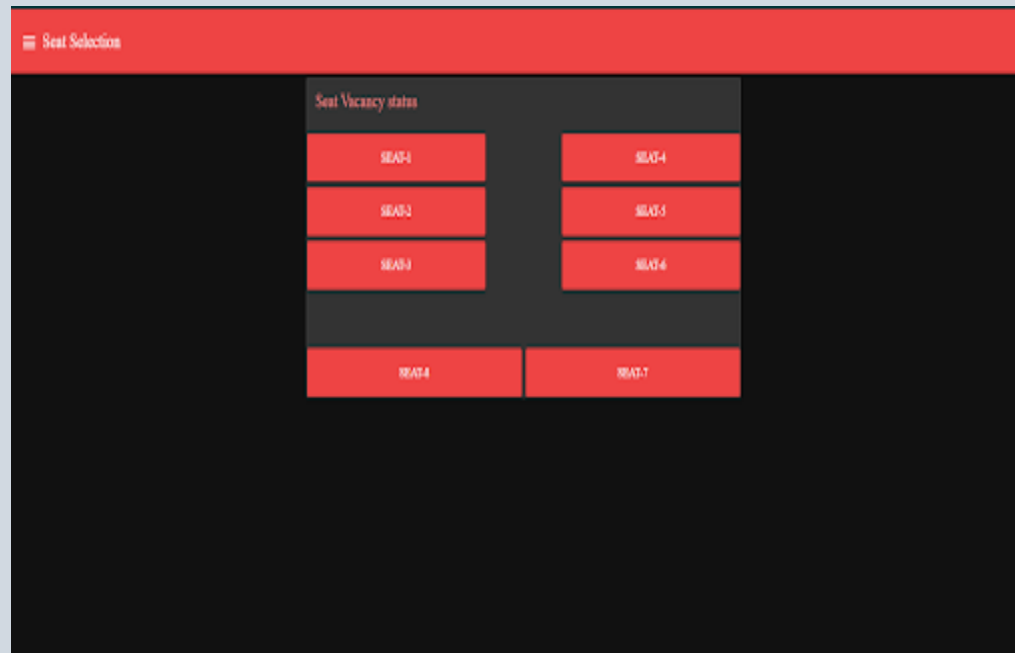 Seat Selection
Seat Vacancy status
SEAT-1 SEAT-4
SEAT-2 SEAT-5
SEAT-3 SEAT-6
SEAT-8 SEAT-7